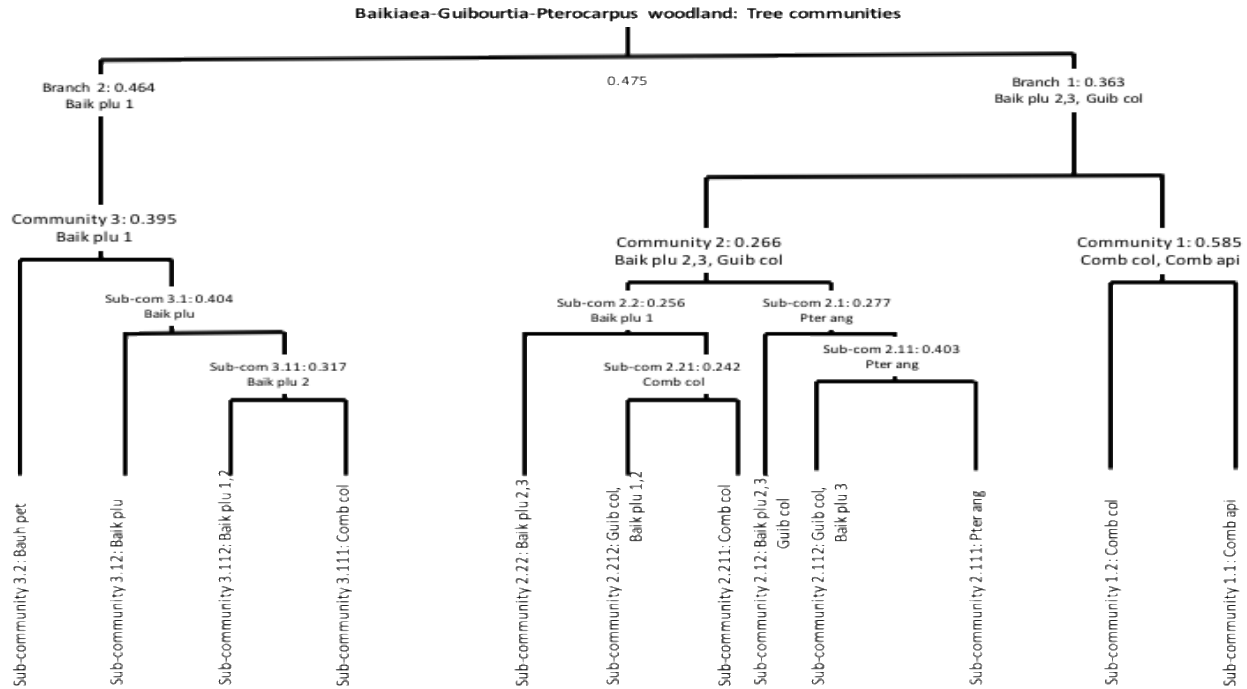 Baikiaea-Guibourtia-Pterocarpus woodland: Tree communities
0.475
Branch 2: 0.464
Baik plu 1
Branch 1: 0.363
Baik plu 2,3, Guib col
Community 3: 0.395
Baik plu 1
Community 2: 0.266
Baik plu 2,3, Guib col
Community 1: 0.585
Comb col, Comb api
Sub-com 3.1: 0.404
Baik plu
Sub-com 2.2: 0.256
Baik plu 1
Sub-com 2.1: 0.277
Pter ang
Sub-com 3.11: 0.317
Baik plu 2
Sub-com 2.21: 0.242
Comb col
Sub-com 2.11: 0.403
Pter ang
Sub-community 3.2: Bauh pet
Sub-community 3.12: Baik plu
Sub-community 3.112: Baik plu 1,2
Sub-community 3.111: Comb col
Sub-community 2.22: Baik plu 2,3
Sub-community 2.212: Guib col,
Baik plu 1,2
Sub-community 2.211: Comb col
Sub-community 2.12: Baik plu 2,3
Guib col
Sub-community 2.112: Guib col,
Baik plu 3
Sub-community 2.111: Pter ang
Sub-community 1.2: Comb col
Sub-community 1.1: Comb api